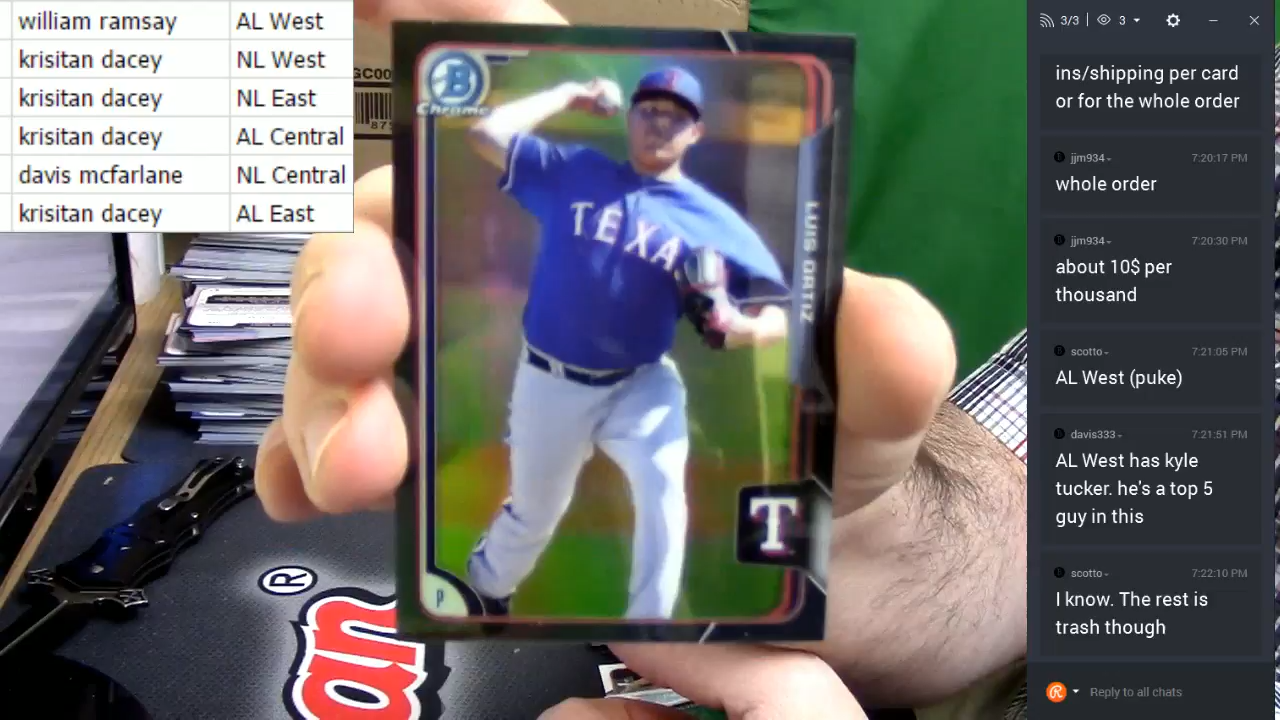 william ramsay AL West
krisitan dacey NL West
krisitan dacey NL East
krisitan dacey AL Central
davis mcfarlane NL Central
krisitan dacey AL East
GC00
87
B
Chrome
TEXA
LUIS ORTIZ
T
P
®
an
3/3 3
ins/shipping per card
or for the whole order
jjm934 7:20:17 PM
whole order
jjm934 7:20:30 PM
about 10$ per
thousand
scotto 7:21:05 PM
AL West (puke)
davis333 7:21:51 PM
AL West has kyle
tucker. he's a top 5
guy in this
scotto 7:22:10 PM
I know. The rest is
trash though
Reply to all chats